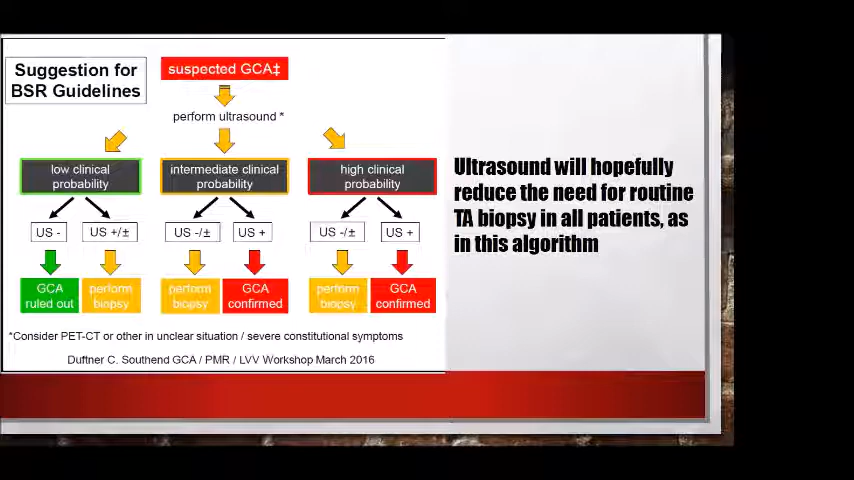 Suggestion for
BSR Guidelines
suspected GCA‡
perform ultrasound *
low clinical
probability
intermediate clinical
probability
high clinical
probability
US -
US +/±
US -/±
US +
US -/±
US +
GCA
ruled out
perform
biopsy
perform
biopsy
GCA
confirmed
perform
biopsy
GCA
confirmed
*Consider PET-CT or other in unclear situation / severe constitutional symptoms
Duftner C. Southend GCA / PMR / LVV Workshop March 2016
Ultrasound will hopefully
reduce the need for routine
TA biopsy in all patients, as
in this algorithm